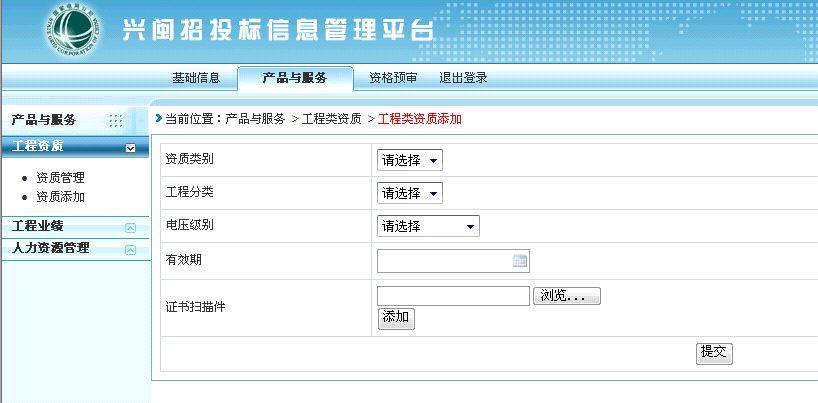 兴闽招投标信息管理平台
基础信息 产品与服务 资格预审 退出登录
产品与服务
当前位置：产品与服务 > 工程类资质 > 工程类资质添加
工程资质
资质管理
资质添加
工程业绩
人力资源管理
资质类别 请选择
工程分类 请选择
电压级别 请选择
有效期
证书扫描件 浏览...
添加
提交